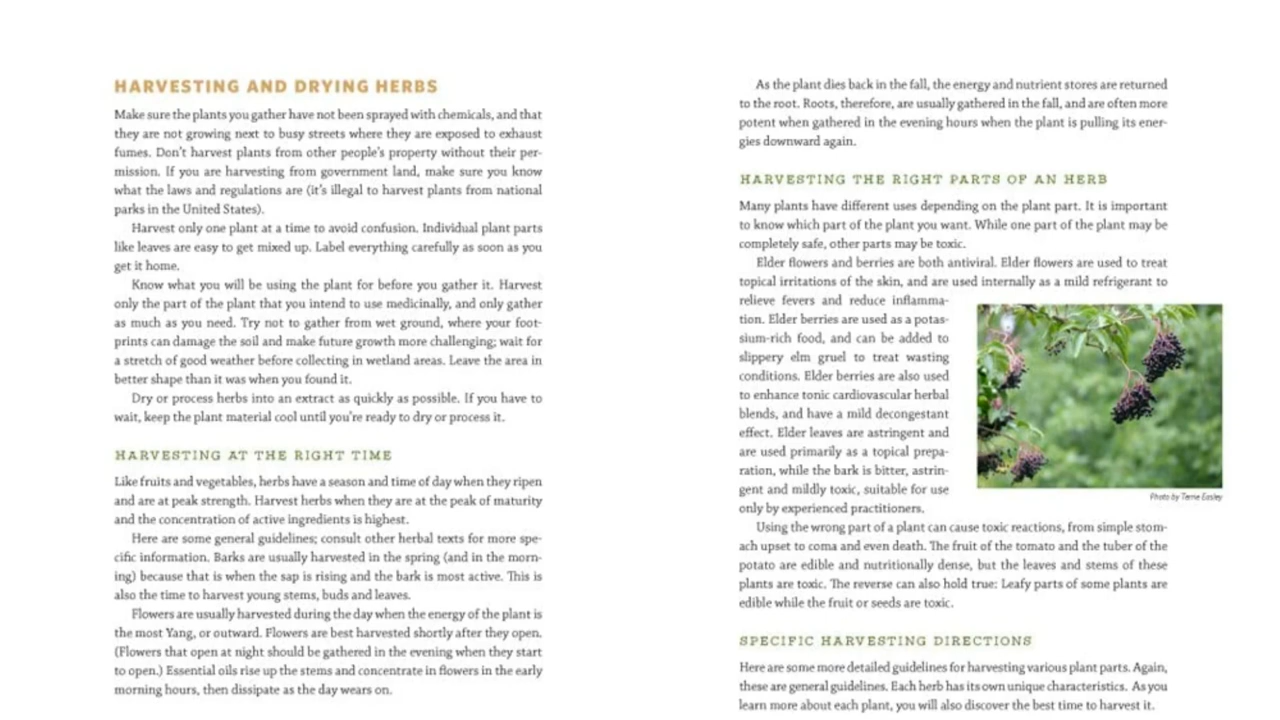 HARVESTING AND DRYING HERBS
Make sure the plants you gather have not been sprayed with chemicals, and that
they are not growing next to busy streets where they are exposed to exhaust
fumes. Don't harvest plants from other people's property without their per-
mission. If you are harvesting from government land, make sure you know
what the laws and regulations are (it's illegal to harvest plants from national
parks in the United States).
Harvest only one plant at a time to avoid confusion. Individual plant parts
like leaves are easy to get mixed up. Label everything carefully as soon as you
get it home.
Know what you will be using the plant for before you gather it. Harvest
only the part of the plant that you intend to use medicinally, and only gather
as much as you need. Try not to gather from wet ground, where your foot-
prints can damage the soil and make future growth more challenging; wait for
a stretch of good weather before collecting in wetland areas. Leave the area in
better shape than it was when you found it.
Dry or process herbs into an extract as quickly as possible. If you have to
wait, keep the plant material cool until you're ready to dry or process it.
HARVESTING AT THE RIGHT TIME
Like fruits and vegetables, herbs have a season and time of day when they ripen
and are at peak strength. Harvest herbs when they are at the peak of maturity
and the concentration of active ingredients is highest.
Here are some general guidelines; consult other herbal texts for more spe-
cific information. Barks are usually harvested in the spring (and in the morn-
ing) because that is when the sap is rising and the bark is most active. This is
also the time to harvest young stems, buds and leaves.
Flowers are usually harvested during the day when the energy of the plant is
the most Yang, or outward. Flowers are best harvested shortly after they open.
(Flowers that open at night should be gathered in the evening when they start
to open.) Essential oils rise up the stems and concentrate in flowers in the early
morning hours, then dissipate as the day wears on.
As the plant dies back in the fall, the energy and nutrient stores are returned
to the root. Roots, therefore, are usually gathered in the fall, and are often more
potent when gathered in the evening hours when the plant is pulling its ener-
gies downward again.
HARVESTING THE RIGHT PARTS OF AN HERB
Many plants have different uses depending on the plant part. It is important
to know which part of the plant you want. While one part of the plant may be
completely safe, other parts may be toxic.
Elder flowers and berries are both antiviral. Elder flowers are used to treat
topical irritations of the skin, and are used internally as a mild refrigerant to
relieve fevers and reduce inflamma-
tion. Elder berries are used as a potas-
sium-rich food, and can be added to
slippery elm gruel to treat wasting
conditions. Elder berries are also used
to enhance tonic cardiovascular herbal
blends, and have a mild decongestant
effect. Elder leaves are astringent and
are used primarily as a topical prepa-
ration, while the bark is bitter, astrin-
gent and mildly toxic, suitable for use
only by experienced practitioners.
Photo by Terrie Easley
Using the wrong part of a plant can cause toxic reactions, from simple stom-
ach upset to coma and even death. The fruit of the tomato and the tuber of the
potato are edible and nutritionally dense, but the leaves and stems of these
plants are toxic. The reverse can also hold true: Leafy parts of some plants are
edible while the fruit or seeds are toxic.
SPECIFIC HARVESTING DIRECTIONS
Here are some more detailed guidelines for harvesting various plant parts. Again,
these are general guidelines. Each herb has its own unique characteristics. As you
learn more about each plant, you will also discover the best time to harvest it.